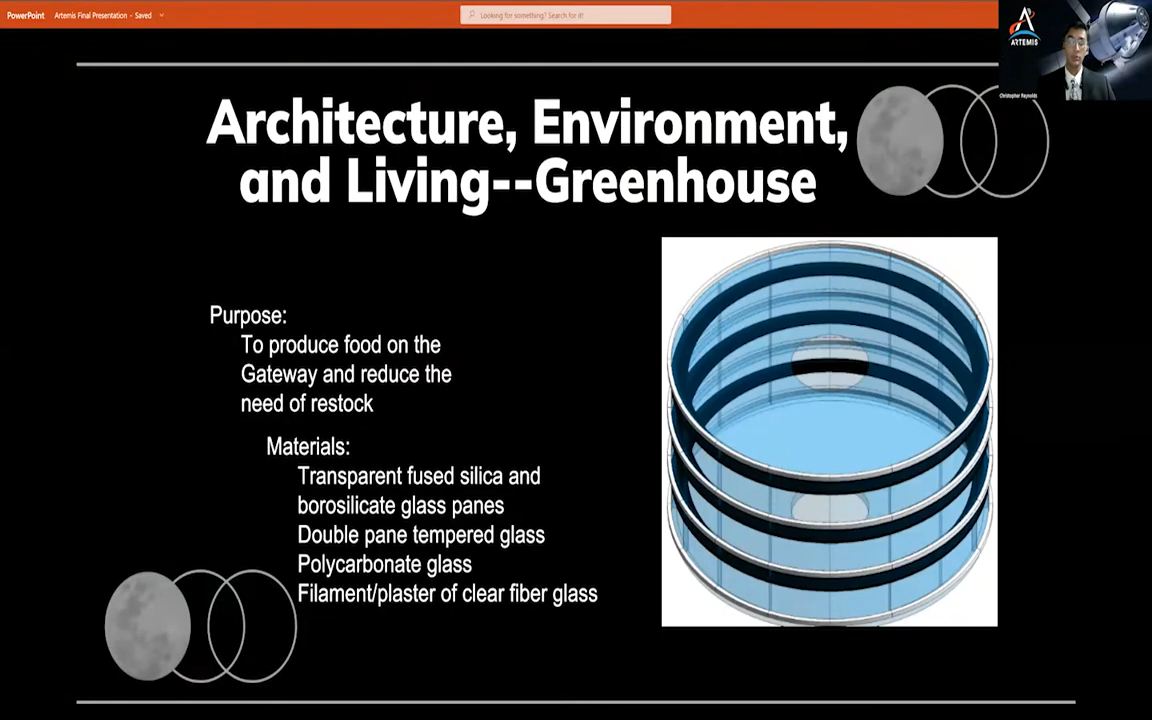 PowerPoint
Artemis Final Presentation - Saved
Looking for something? Search for it!
ARTEMIS
Christopher Reynolds
Architecture, Environment,
and Living--Greenhouse
Purpose:
To produce food on the
Gateway and reduce the
need of restock
Materials:
Transparent fused silica and
borosilicate glass panes
Double pane tempered glass
Polycarbonate glass
Filament/plaster of clear fiber glass